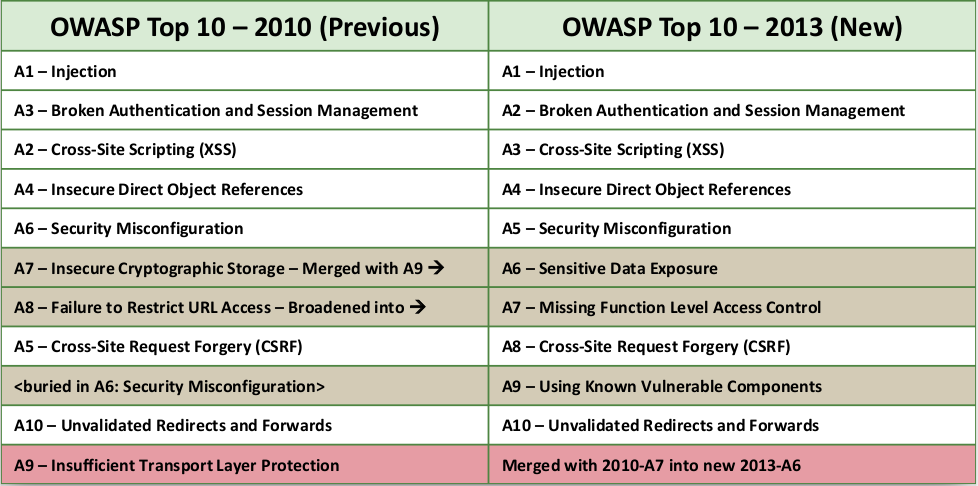 OWASP Top 10 – 2010 (Previous) OWASP Top 10 – 2013 (New)
A1 – Injection A1 – Injection
A3 – Broken Authentication and Session Management A2 – Broken Authentication and Session Management
A2 – Cross-Site Scripting (XSS) A3 – Cross-Site Scripting (XSS)
A4 – Insecure Direct Object References A4 – Insecure Direct Object References
A6 – Security Misconfiguration A5 – Security Misconfiguration
A7 – Insecure Cryptographic Storage – Merged with A9 → A6 – Sensitive Data Exposure
A8 – Failure to Restrict URL Access – Broadened into → A7 – Missing Function Level Access Control
A5 – Cross-Site Request Forgery (CSRF) A8 – Cross-Site Request Forgery (CSRF)
<buried in A6: Security Misconfiguration> A9 – Using Known Vulnerable Components
A10 – Unvalidated Redirects and Forwards A10 – Unvalidated Redirects and Forwards
A9 – Insufficient Transport Layer Protection Merged with 2010-A7 into new 2013-A6